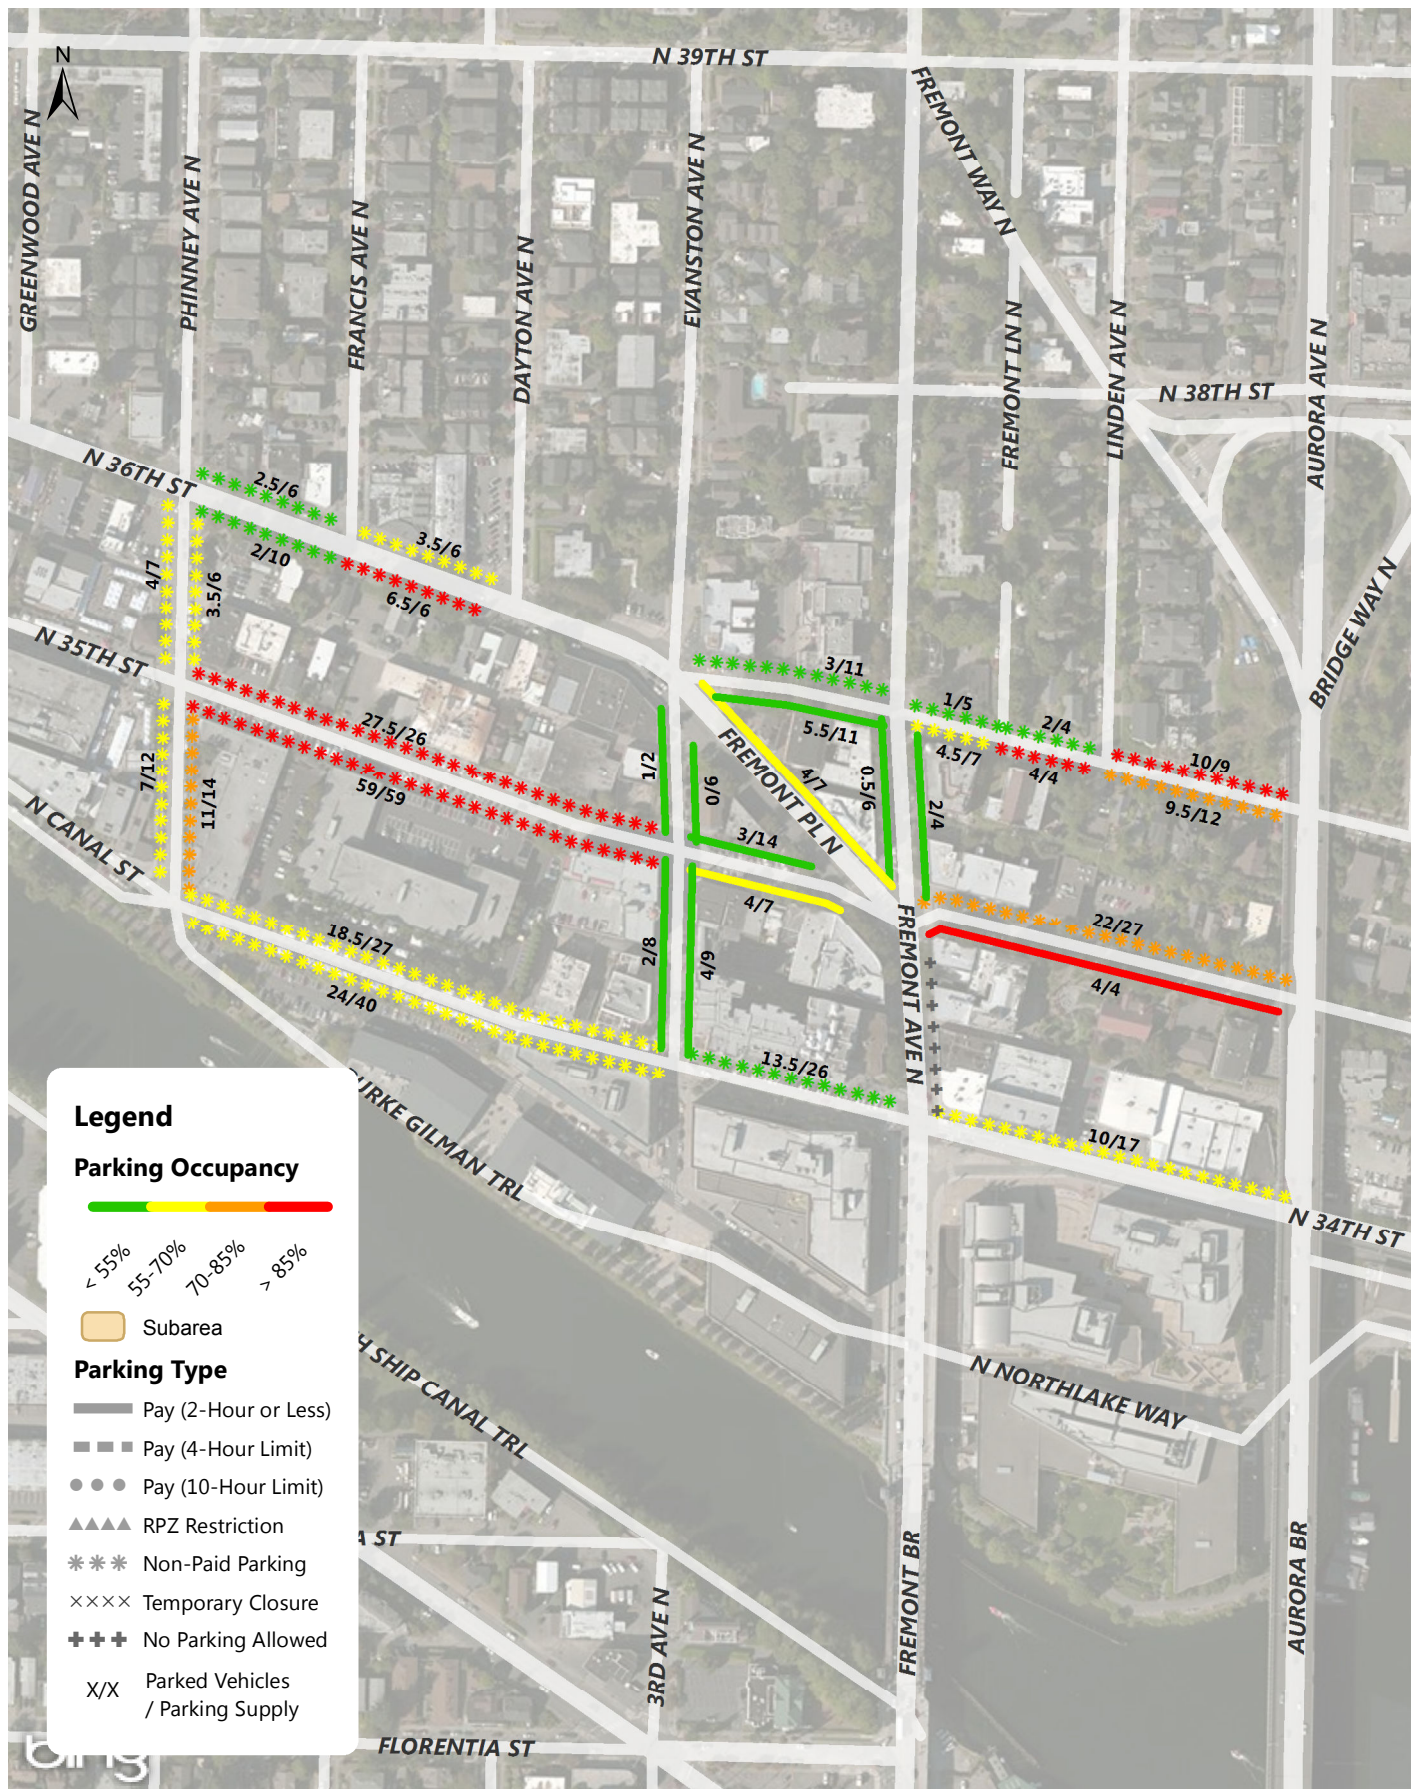 N 39TH ST
N
FREMONT WAY N
GREENWOOD AVE N
PHINNEY AVE N
FRANCIS AVE N
DAYTON AVE N
EVANSTON AVE N
FREMONT LN N
LINDEN AVE N
AURORA AVE N
N 38TH ST
BRIDGE WAY N
N 36TH ST
2.5/6
2/10
3.5/6
6.5/6
4/7
3.5/6
N 35TH ST
3/11
1/5
2/4
5.5/11
4.5/7
4/4
10/9
9.5/12
27.5/26
59/59
1/2
0/6
FREMONT PL N
4/7
0.5/6
2/4
7/12
11/14
N CANAL ST
3/14
4/7
18.5/27
24/40
2/8
4/9
FREMONT AVE N
22/27
4/4
13.5/26
10/17
N 34TH ST
URKE GILMAN TRL
Legend
Parking Occupancy
< 55%
55-70%
70-85%
> 85%
Subarea
Parking Type
Pay (2-Hour or Less)
Pay (4-Hour Limit)
Pay (10-Hour Limit)
RPZ Restriction
Non-Paid Parking
Temporary Closure
No Parking Allowed
X/X
Parked Vehicles
/ Parking Supply
H SHIP CANAL TRL
N NORTHLAKE WAY
A ST
3RD AVE N
FREMONT BR
AURORA BR
FLORENTIA ST
bing